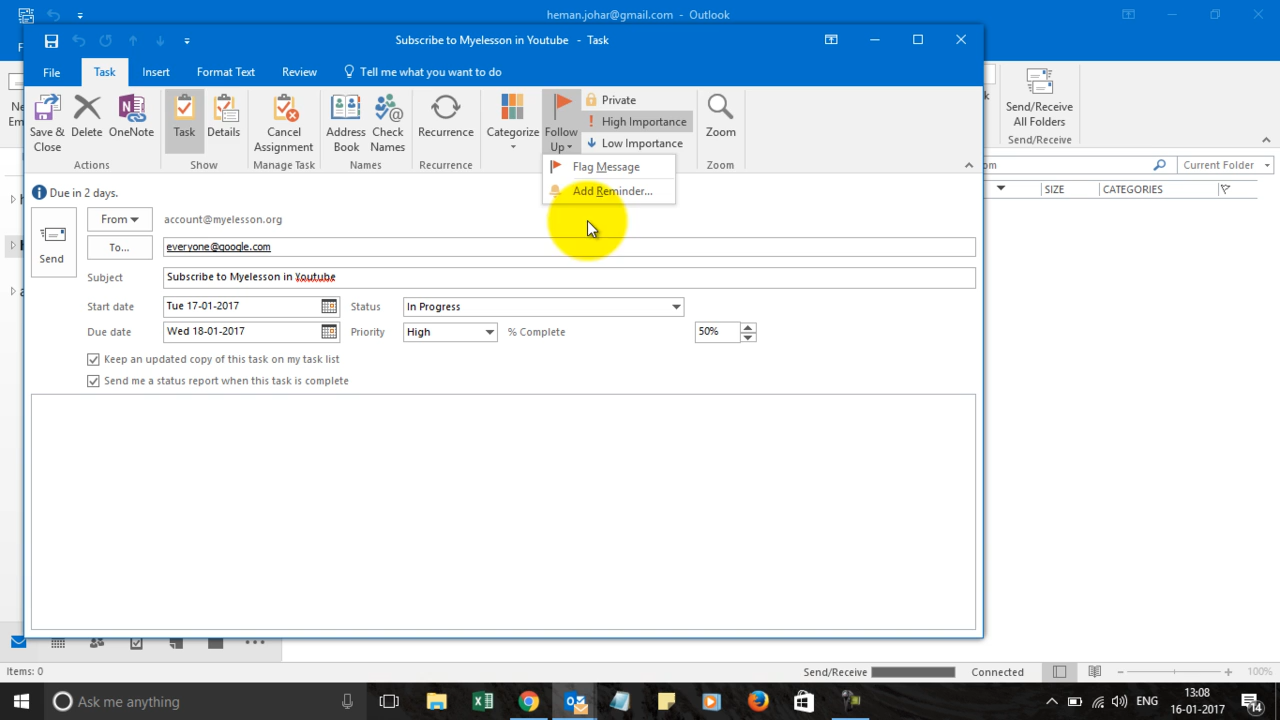 heman.johar@gmail.com - Outlook
Subscribe to Myelesson in Youtube - Task
File Task Insert Format Text Review Tell me what you want to do
Save & Close
Delete
OneNote
Task
Details
Cancel Assignment
Address Book
Check Names
Recurrence
Categorize
Follow Up
Private
High Importance
Low Importance
Zoom
Send/Receive All Folders
Actions Show Manage Task Names Recurrence Zoom Send/Receive
Flag Message
Add Reminder...
Current Folder
SIZE CATEGORIES
Due in 2 days.
Send
From account@myelesson.org
To... everyone@google.com
Subject Subscribe to Myelesson in Youtube
Start date Tue 17-01-2017 Status In Progress
Due date Wed 18-01-2017 Priority High % Complete 50%
Keep an updated copy of this task on my task list
Send me a status report when this task is complete
Items: 0 Send/Receive Connected 100%
Ask me anything
ENG
13:08
16-01-2017
14